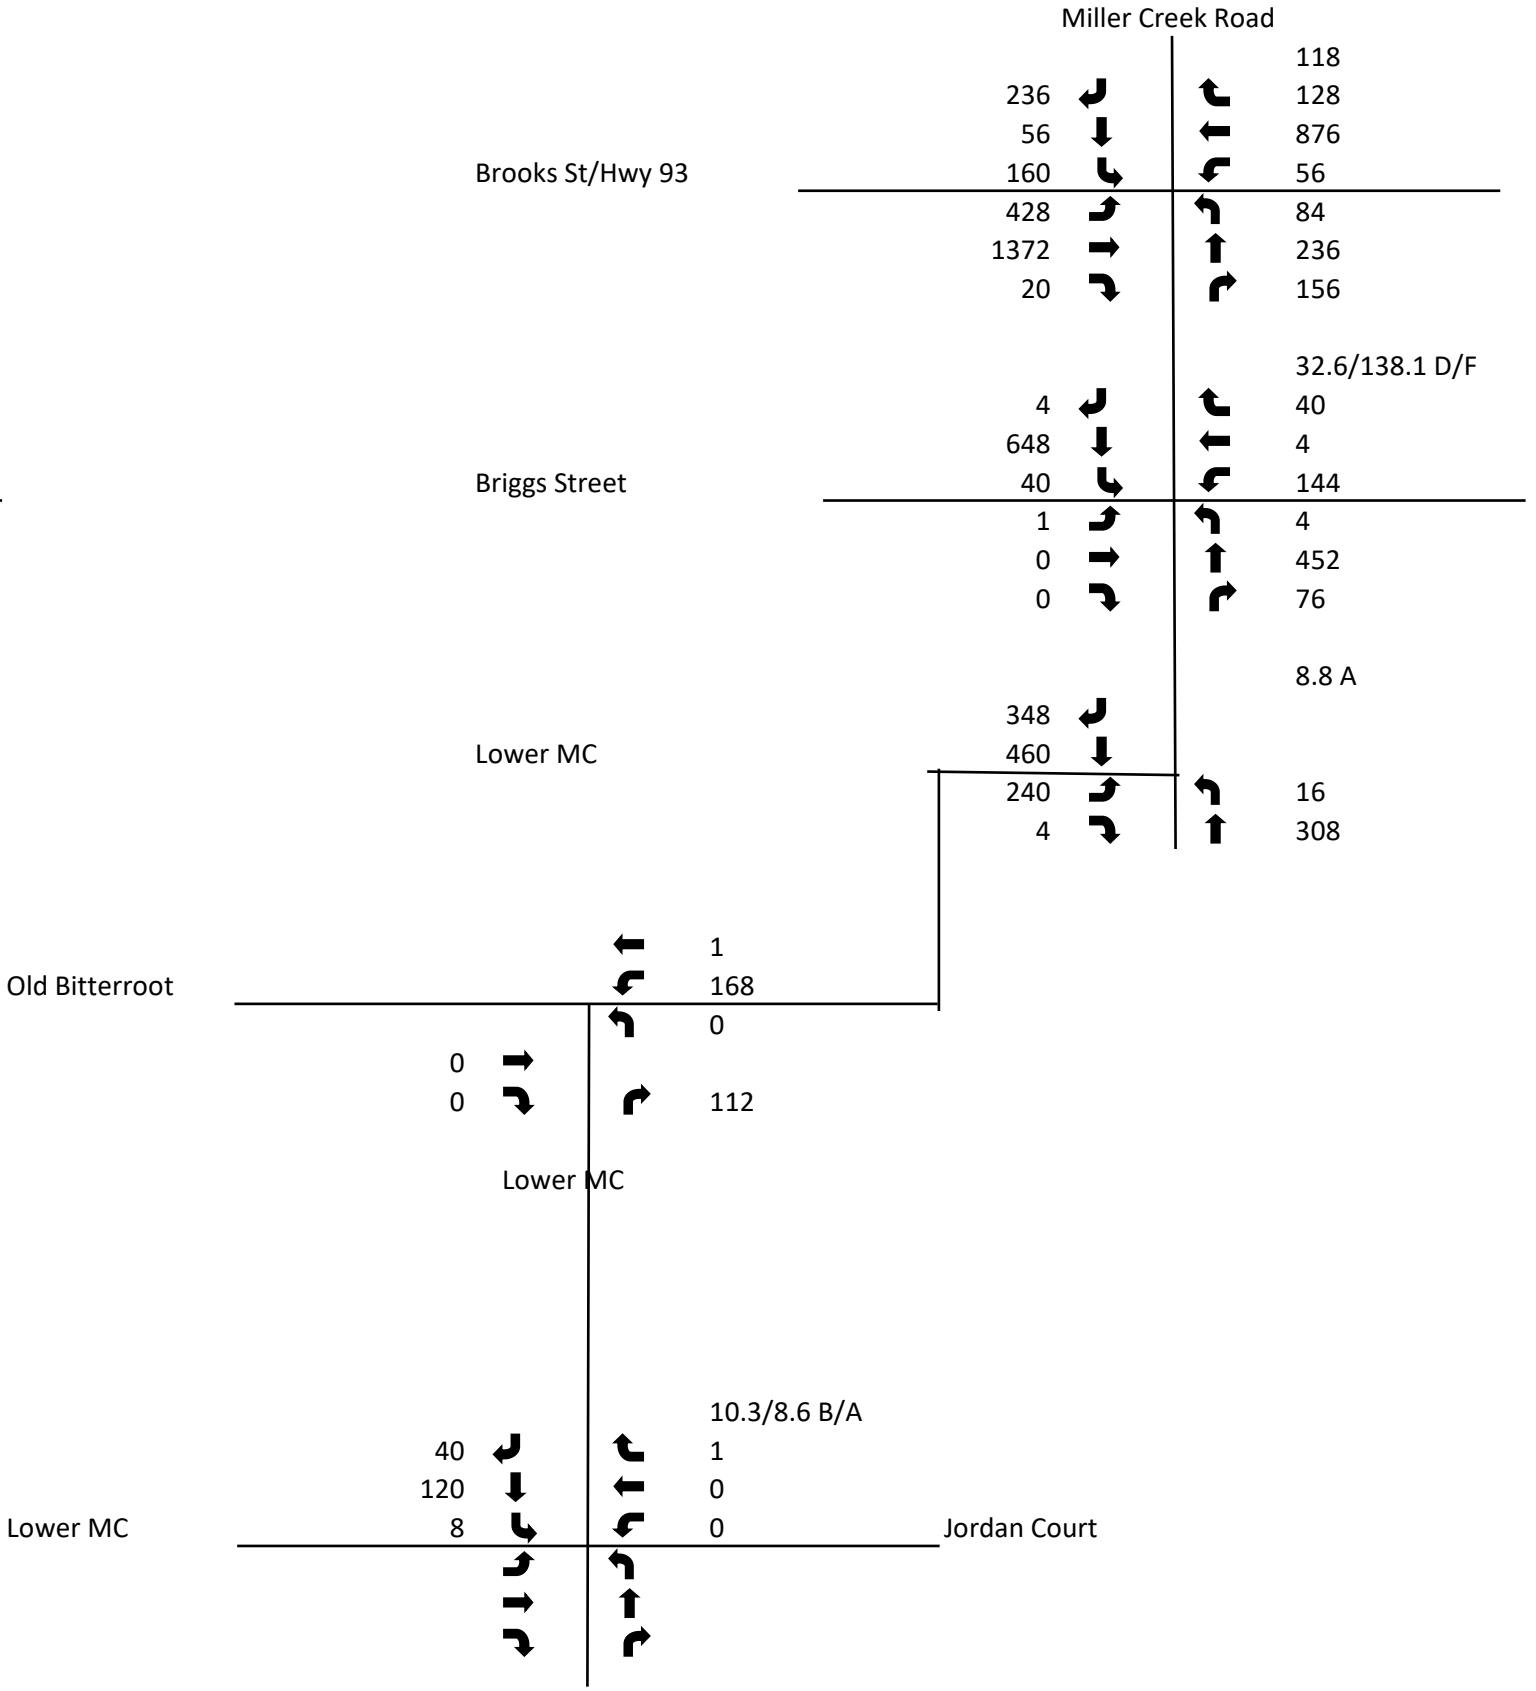 Miller Creek Road
118
236 128
56 876
Brooks St/Hwy 93 160 56
428 84
1372 236
20 156
32.6/138.1 D/F
4 40
648 4
Briggs Street 40 144
1 4
0 452
0 76
8.8 A
348
Lower MC 460
240 16
4 308
1
Old Bitterroot 168
0
0
0 112
Lower MC
10.3/8.6 B/A
40 1
120 0
Lower MC 8 0 Jordan Court